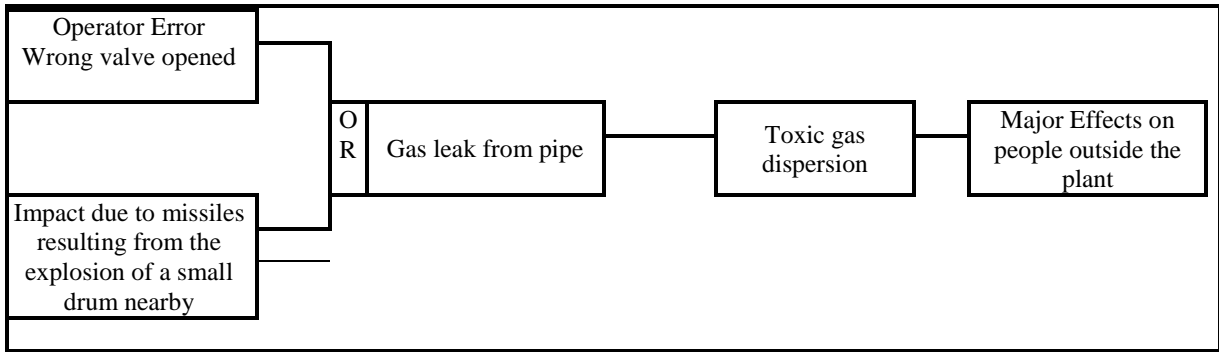 Operator Error
Wrong valve opened
O
R
Gas leak from pipe
Toxic gas
dispersion
Major Effects on
people outside the
plant
Impact due to missiles
resulting from the
explosion of a small
drum nearby